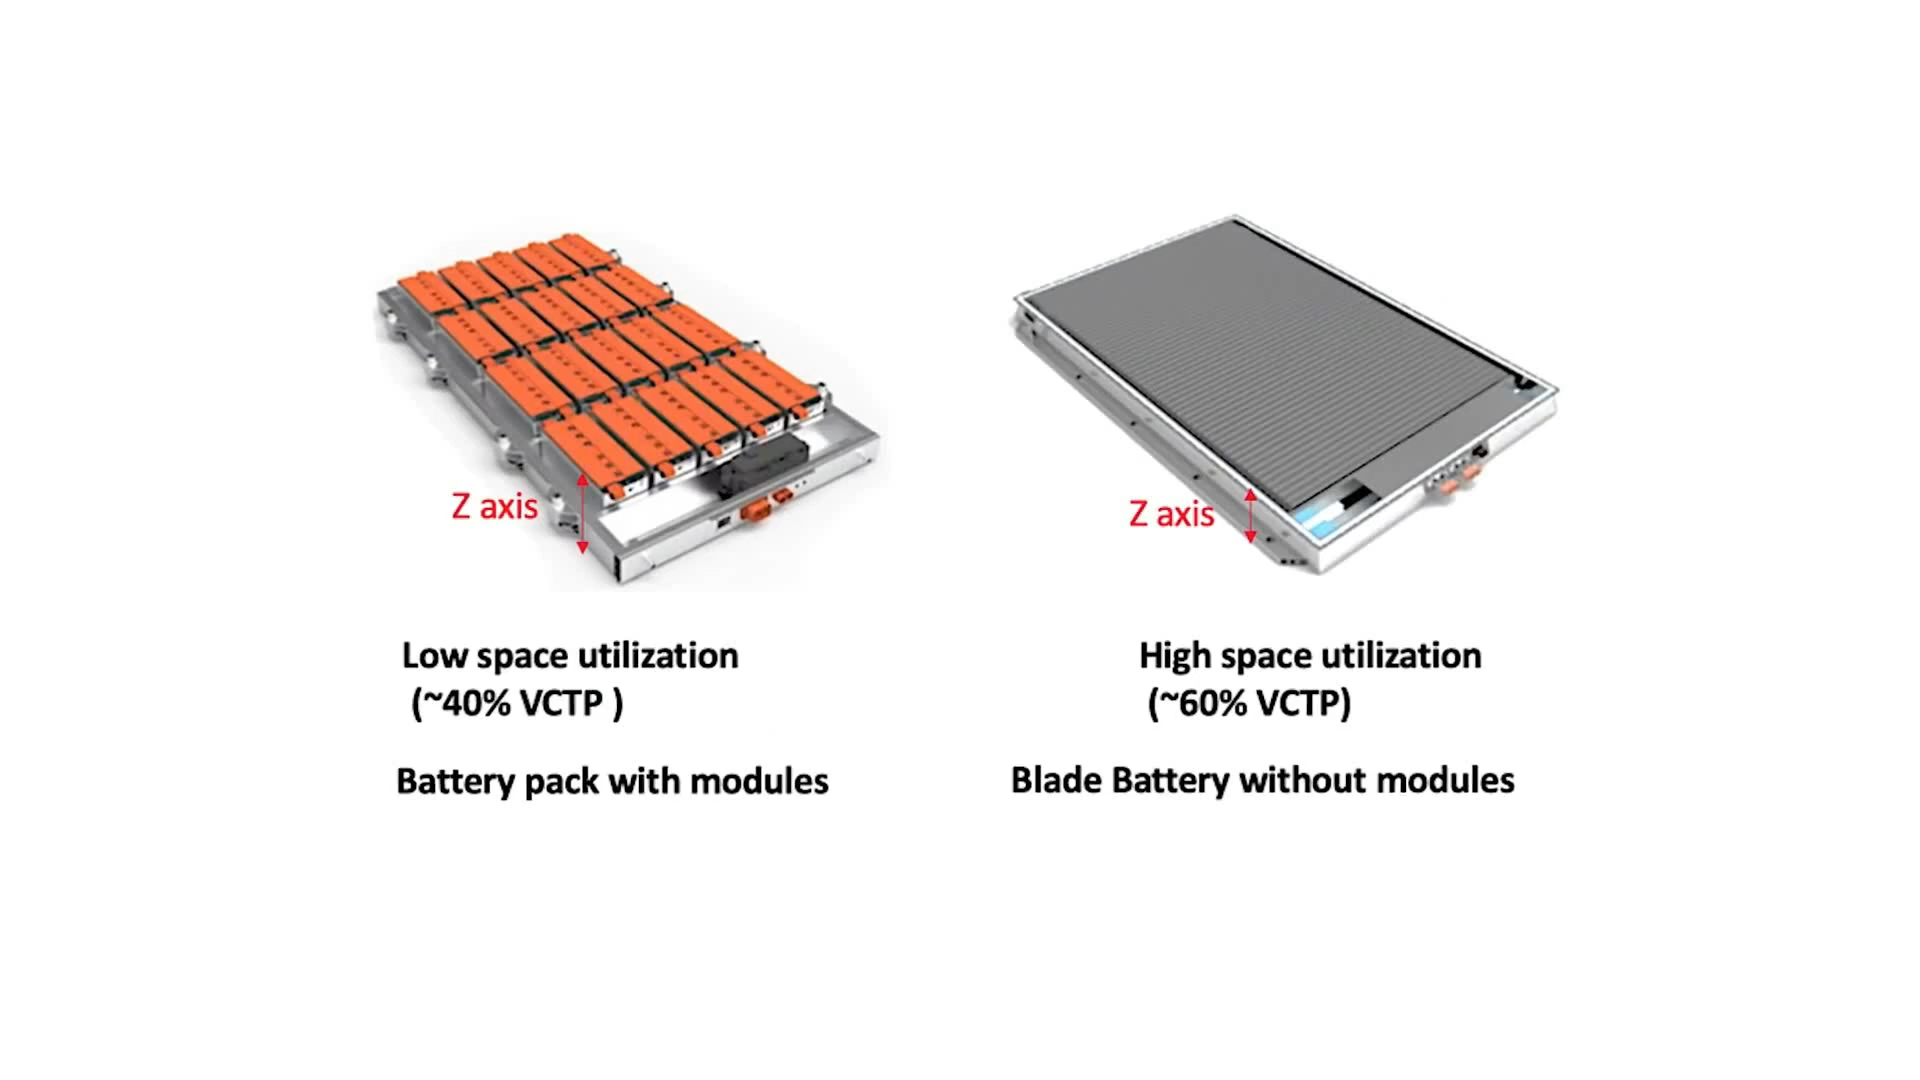 Z axis
Low space utilization
(~40% VCTP )
Battery pack with modules
Z axis
High space utilization
(~60% VCTP)
Blade Battery without modules